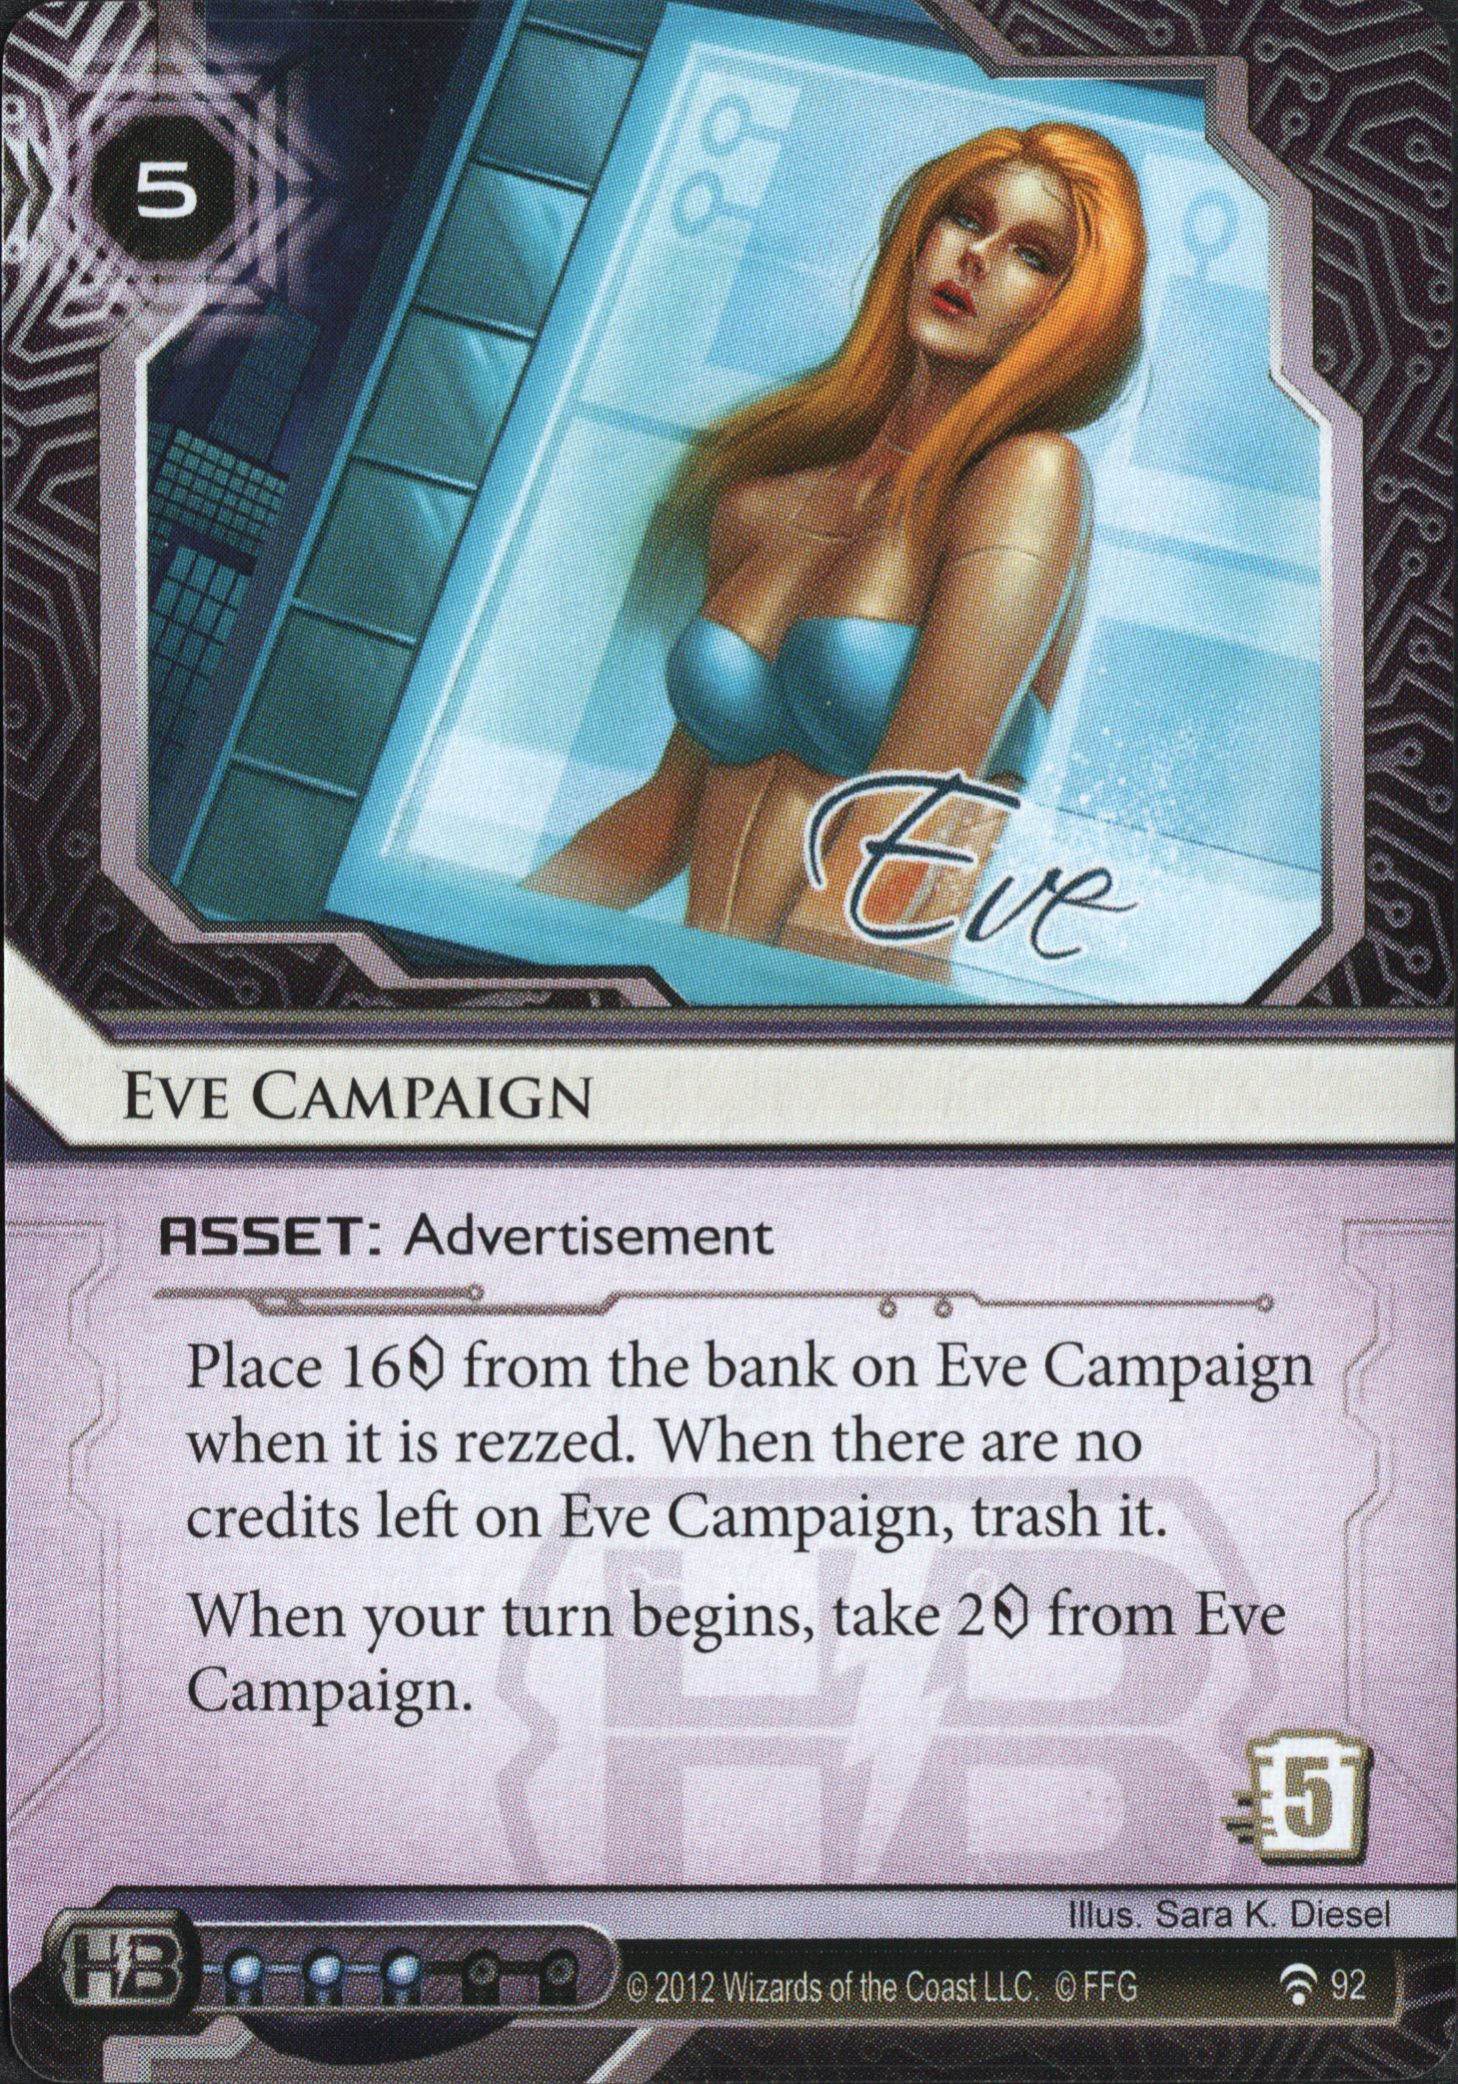 5
Eve
EVE CAMPAIGN
ASSET: Advertisement
Place 16 from the bank on Eve Campaign
when it is rezzed. When there are no
credits left on Eve Campaign, trash it.
When your turn begins, take 2 from Eve
Campaign.
HB
5
Illus. Sara K. Diesel
HB
© 2012 Wizards of the Coast LLC. © FFG
92